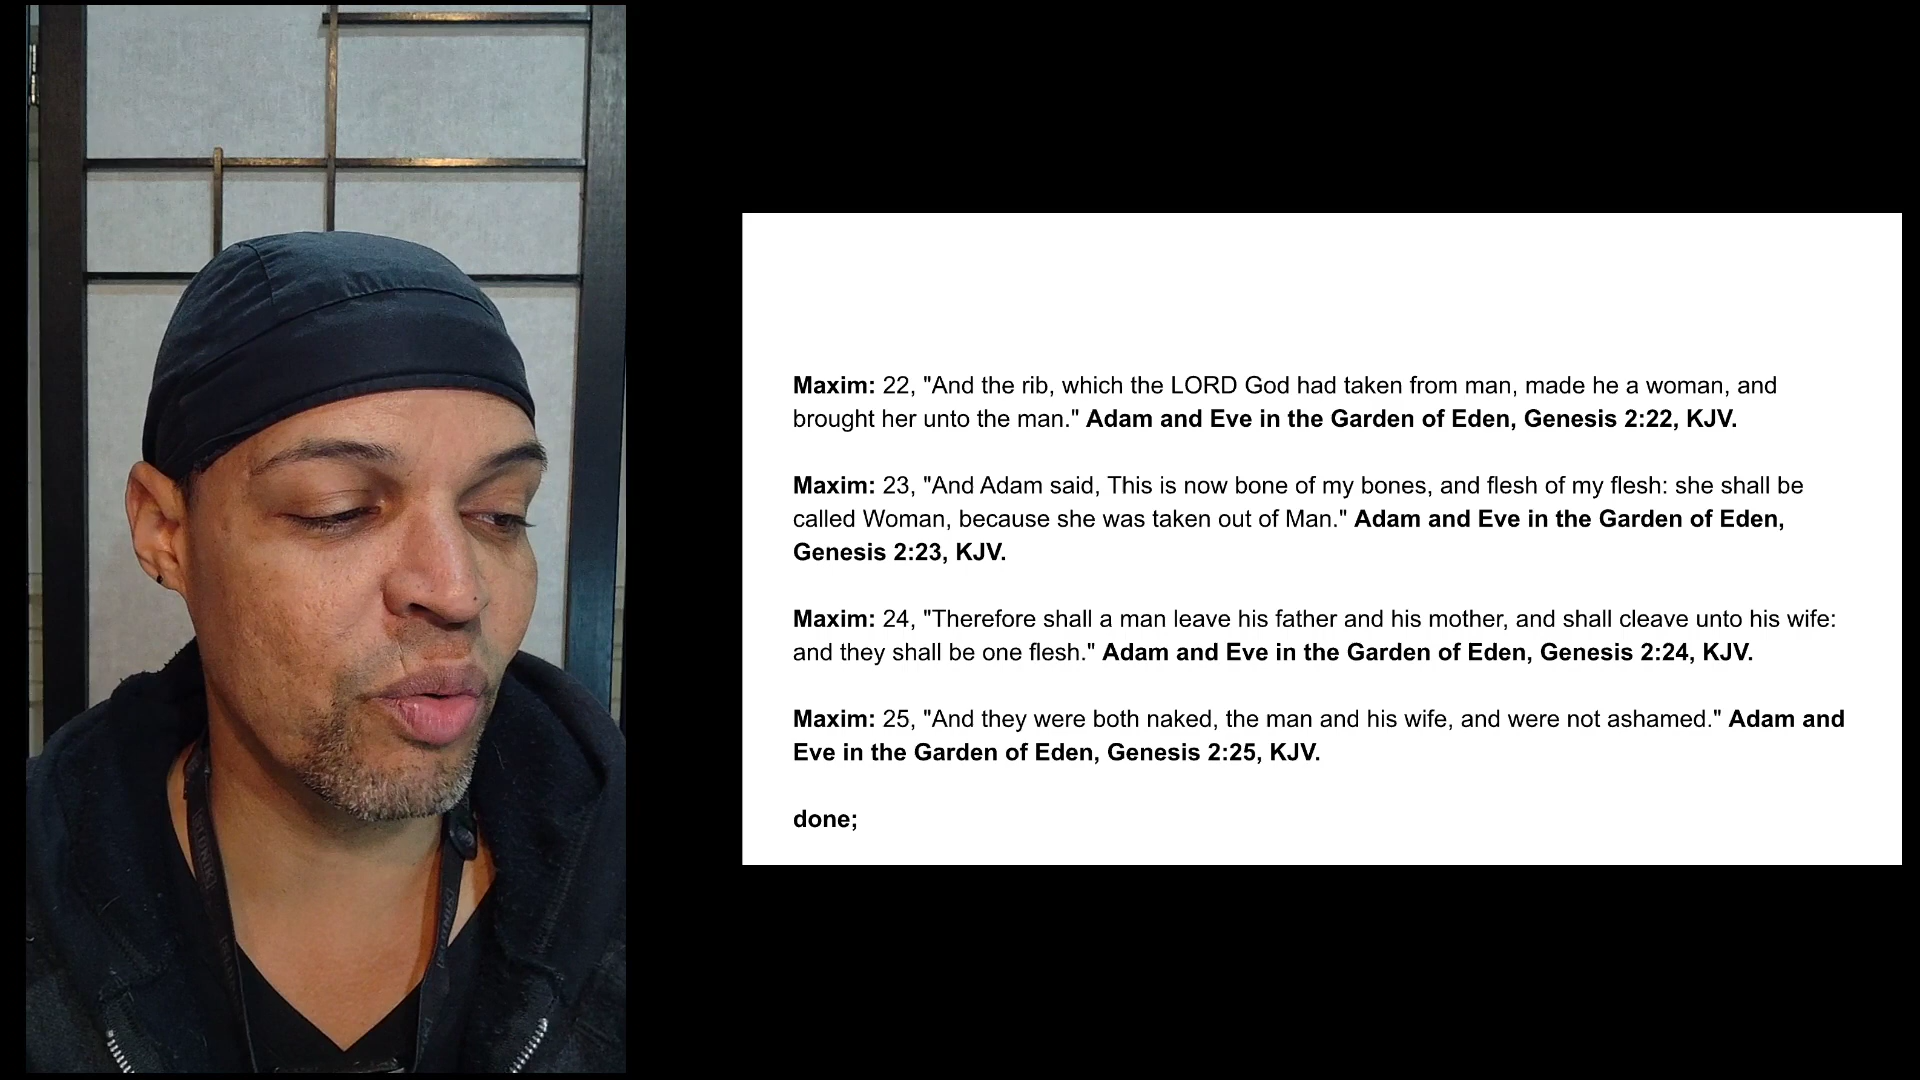 Maxim: 22, "And the rib, which the LORD God had taken from man, made he a woman, and
brought her unto the man." Adam and Eve in the Garden of Eden, Genesis 2:22, KJV.
Maxim: 23, "And Adam said, This is now bone of my bones, and flesh of my flesh: she shall be
called Woman, because she was taken out of Man." Adam and Eve in the Garden of Eden,
Genesis 2:23, KJV.
Maxim: 24, "Therefore shall a man leave his father and his mother, and shall cleave unto his wife:
and they shall be one flesh." Adam and Eve in the Garden of Eden, Genesis 2:24, KJV.
Maxim: 25, "And they were both naked, the man and his wife, and were not ashamed." Adam and
Eve in the Garden of Eden, Genesis 2:25, KJV.
done;